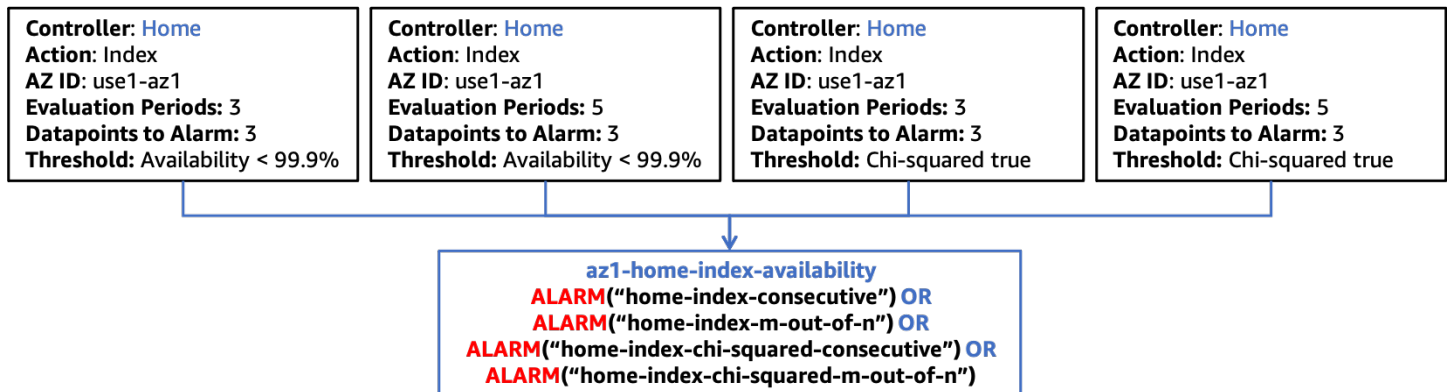 Controller: Home
Action: Index
AZ ID: use1-az1
Evaluation Periods: 3
Datapoints to Alarm: 3
Threshold: Availability < 99.9%
Controller: Home
Action: Index
AZ ID: use1-az1
Evaluation Periods: 5
Datapoints to Alarm: 3
Threshold: Availability < 99.9%
Controller: Home
Action: Index
AZ ID: use1-az1
Evaluation Periods: 3
Datapoints to Alarm: 3
Threshold: Chi-squared true
Controller: Home
Action: Index
AZ ID: use1-az1
Evaluation Periods: 5
Datapoints to Alarm: 3
Threshold: Chi-squared true
az1-home-index-availability
ALARM(“home-index-consecutive”) OR
ALARM(“home-index-m-out-of-n”) OR
ALARM(“home-index-chi-squared-consecutive”) OR
ALARM(“home-index-chi-squared-m-out-of-n”)